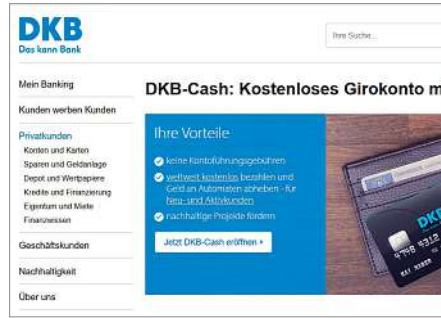 DKB
Das kann Bank
Ihre Suche...
Mein Banking
Kunden werben Kunden
Privatkunden
Konten und Karten
Sparen und Geldanlage
Depot und Wertpapiere
Kredite und Finanzierung
Eigentum und Miete
Finanzwissen
Geschäftskunden
Nachhaltigkeit
Über uns
DKB-Cash: Kostenloses Girokonto m
Ihre Vorteile
keine Kontoführungsgebühren
weltweit kostenlos bezahlen und
Geld an Automaten abheben - für
Neu- und Aktivkunden
nachhaltige Projekte fördern
Jetzt DKB-Cash eröffnen
DKB
4748 9312